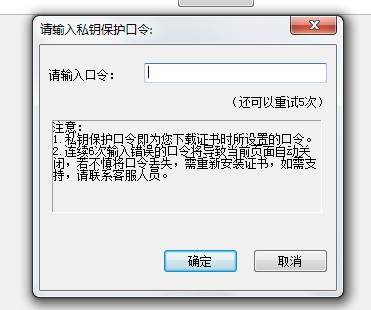 请输入私钥保护口令:
请输入口令：
（还可以重试5次）
注意：
1.私钥保护口令即为您下载证书时所设置的口令。
2.连续6次输入错误的口令将导致当前页面自动关
闭，若不慎将口令丢失，需重新安装证书，如需支
持，请联系客服人员。
确定
取消